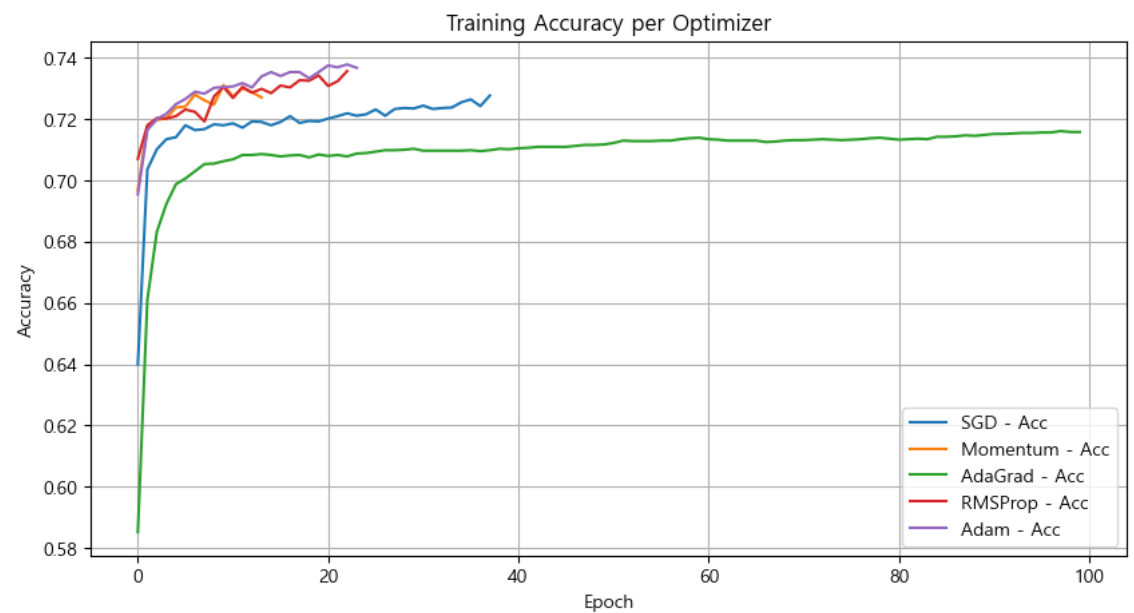 Training Accuracy per Optimizer
Accuracy
0.74
0.72
0.70
0.68
0.66
0.64
0.62
0.60
0.58
0 20 40 60 80 100
Epoch
SGD - Acc
Momentum - Acc
AdaGrad - Acc
RMSProp - Acc
Adam - Acc